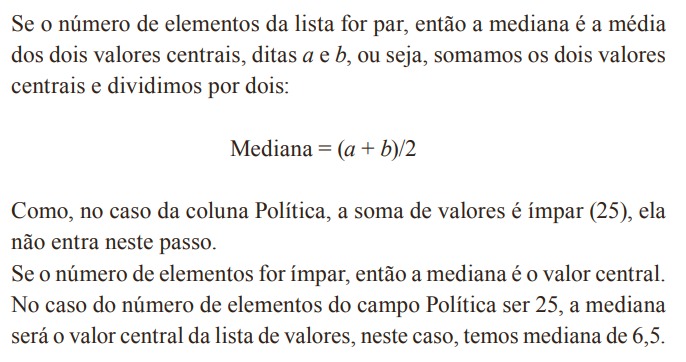 Se o número de elementos da lista for par, então a mediana é a média
dos dois valores centrais, ditas a e b, ou seja, somamos os dois valores
centrais e dividimos por dois:
Mediana = (a + b)/2
Como, no caso da coluna Política, a soma de valores é ímpar (25), ela
não entra neste passo.
Se o número de elementos for ímpar, então a mediana é o valor central.
No caso do número de elementos do campo Política ser 25, a mediana
será o valor central da lista de valores, neste caso, temos mediana de 6,5.